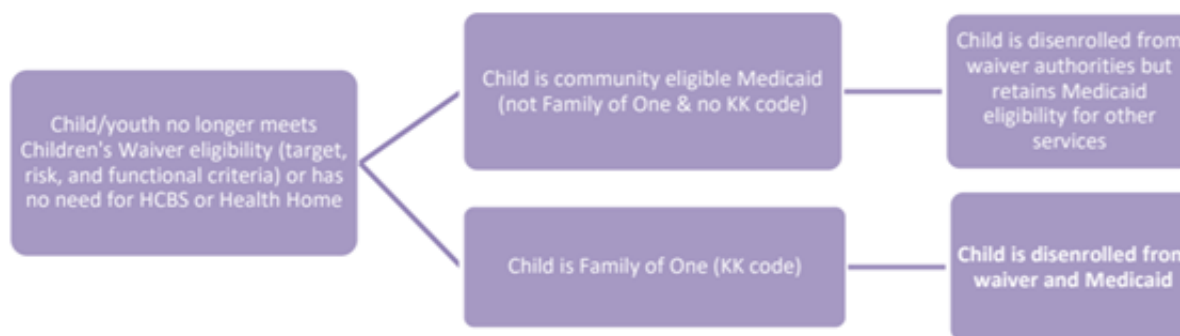 Child/youth no longer meets
Children's Waiver eligibility (target,
risk, and functional criteria) or has
no need for HCBS or Health Home
Child is community eligible Medicaid
(not Family of One & no KK code)
Child is disenrolled from
waiver authorities but
retains Medicaid
eligibility for other
services
Child is Family of One (KK code)
Child is disenrolled from
waiver and Medicaid